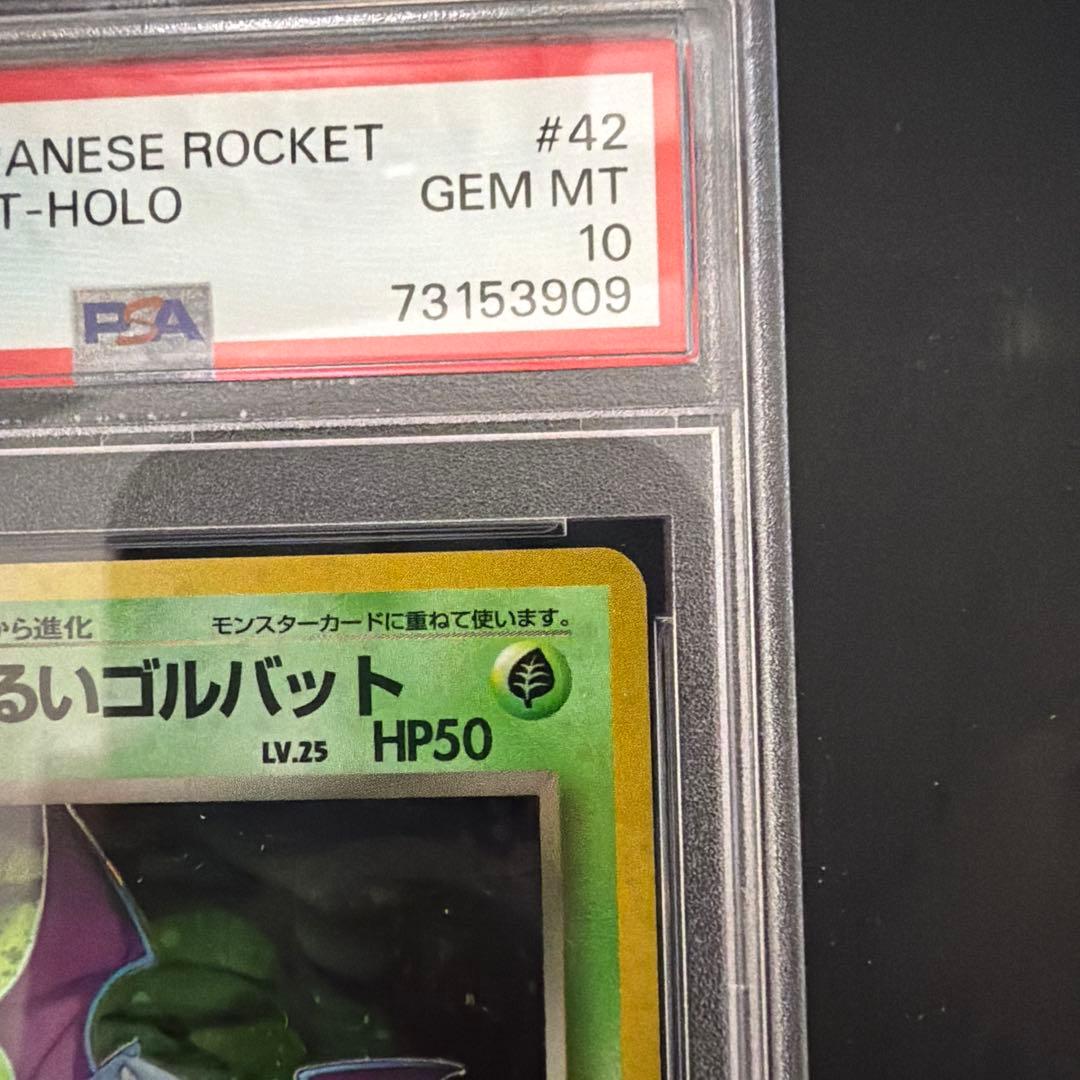 PANESE ROCKET #42
T-HOLO GEM MT
10
PSA 73153909
から進化 モンスターカードに重ねて使います。
るいゴルバット
LV.25 HP50